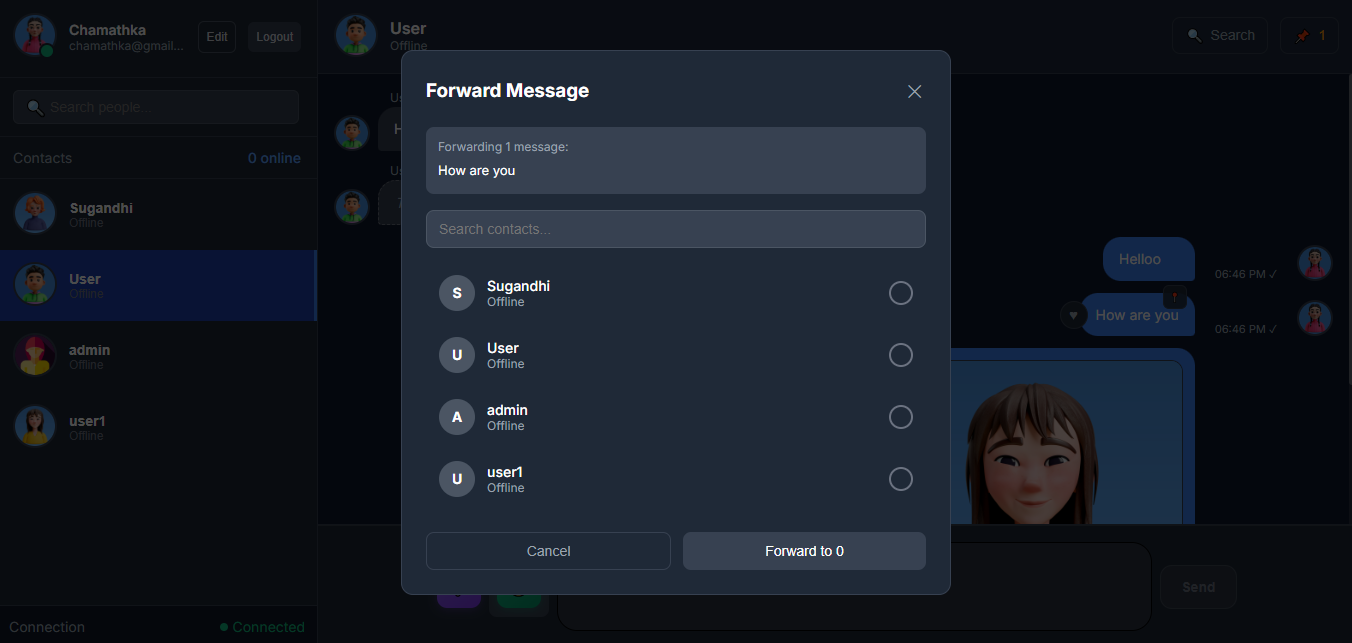 Chamathka
chamathka@gmail...
Edit
Logout
Search people...
Contacts
0 online
Sugandhi
Offline
User
Offline
admin
Offline
user1
Offline
Connection
Connected
User
Offline
Search
1
Forward Message
Forwarding 1 message:
How are you
Search contacts...
S
Sugandhi
Offline
U
User
Offline
A
admin
Offline
U
user1
Offline
Cancel
Forward to 0
Helloo
06:46 PM ✓
How are you
06:46 PM ✓
Send